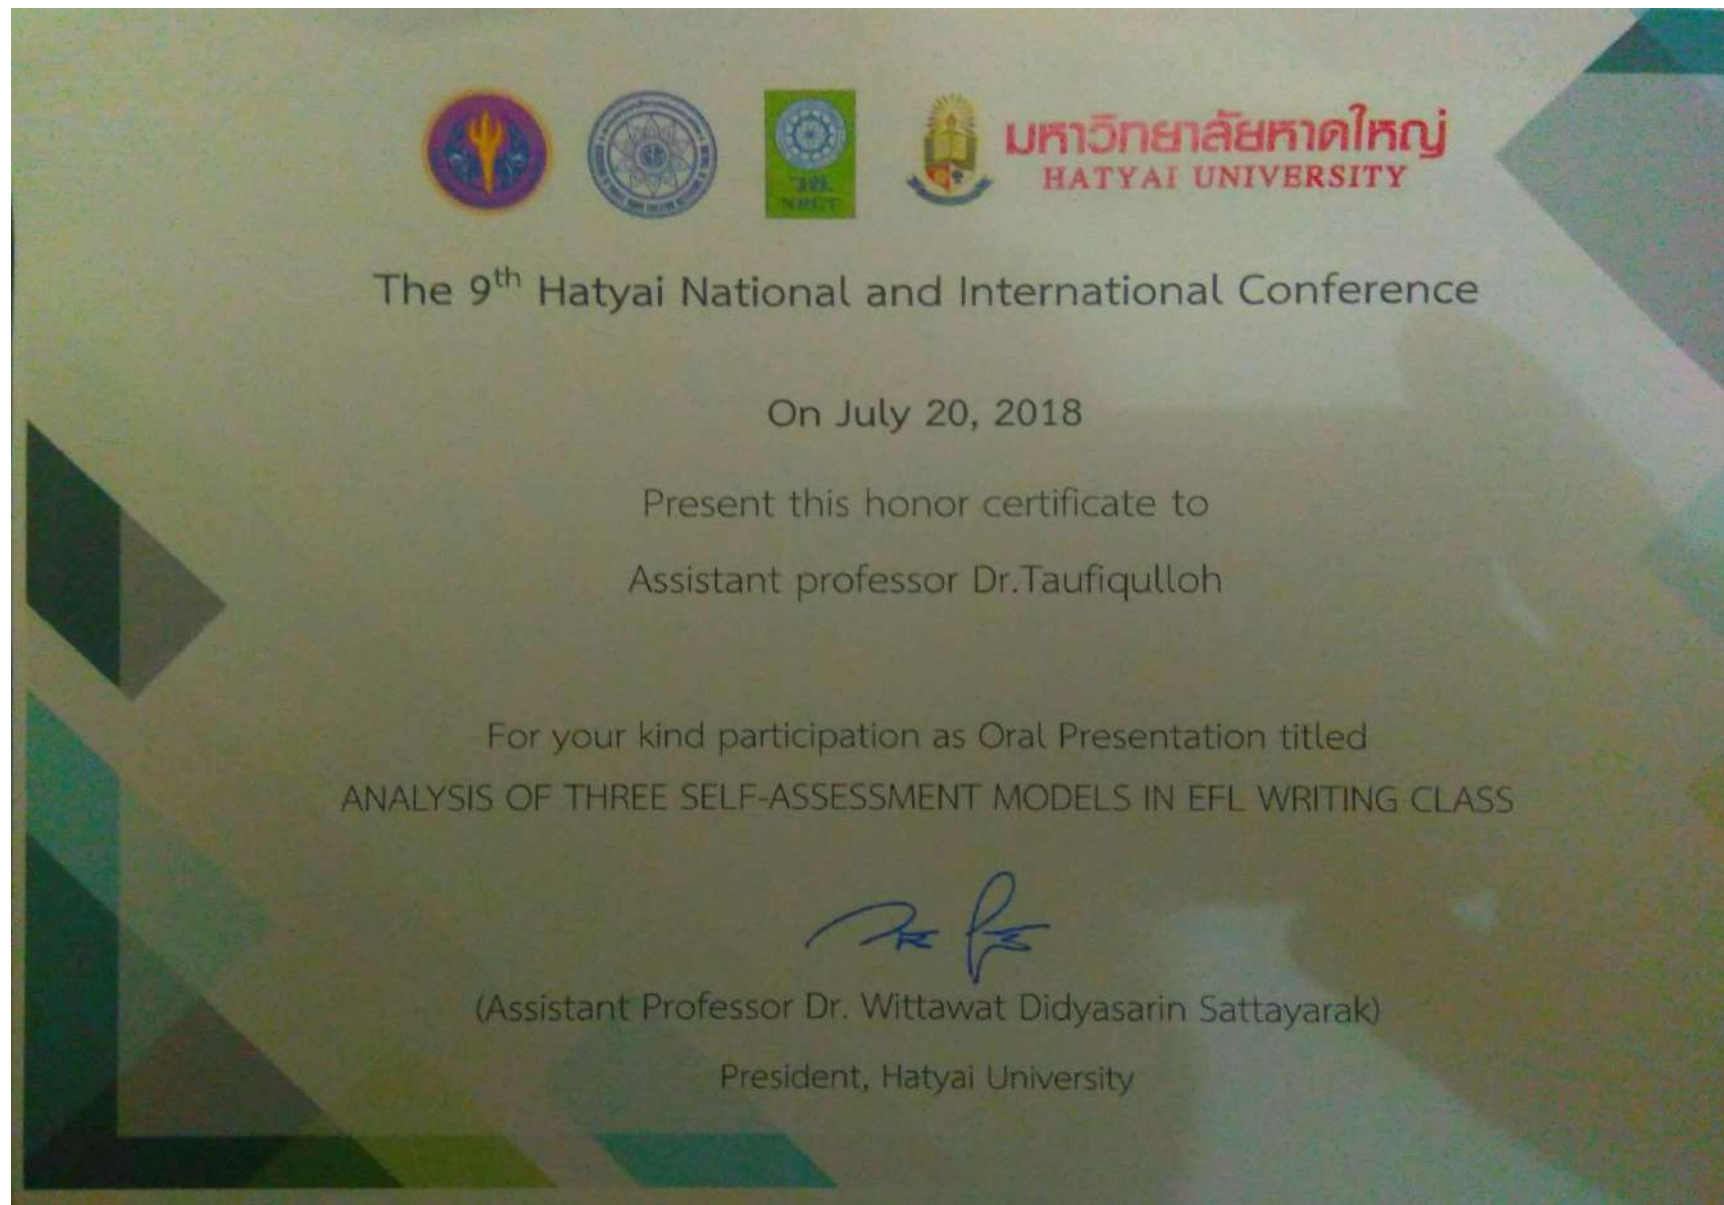 วช.
NRCT
มหาวิทยาลัยหาดใหญ่
HATYAI UNIVERSITY
The 9th Hatyai National and International Conference
On July 20, 2018
Present this honor certificate to
Assistant professor Dr.Taufiqulloh
For your kind participation as Oral Presentation titled
ANALYSIS OF THREE SELF-ASSESSMENT MODELS IN EFL WRITING CLASS
(Assistant Professor Dr. Wittawat Didyasarin Sattayarak)
President, Hatyai University